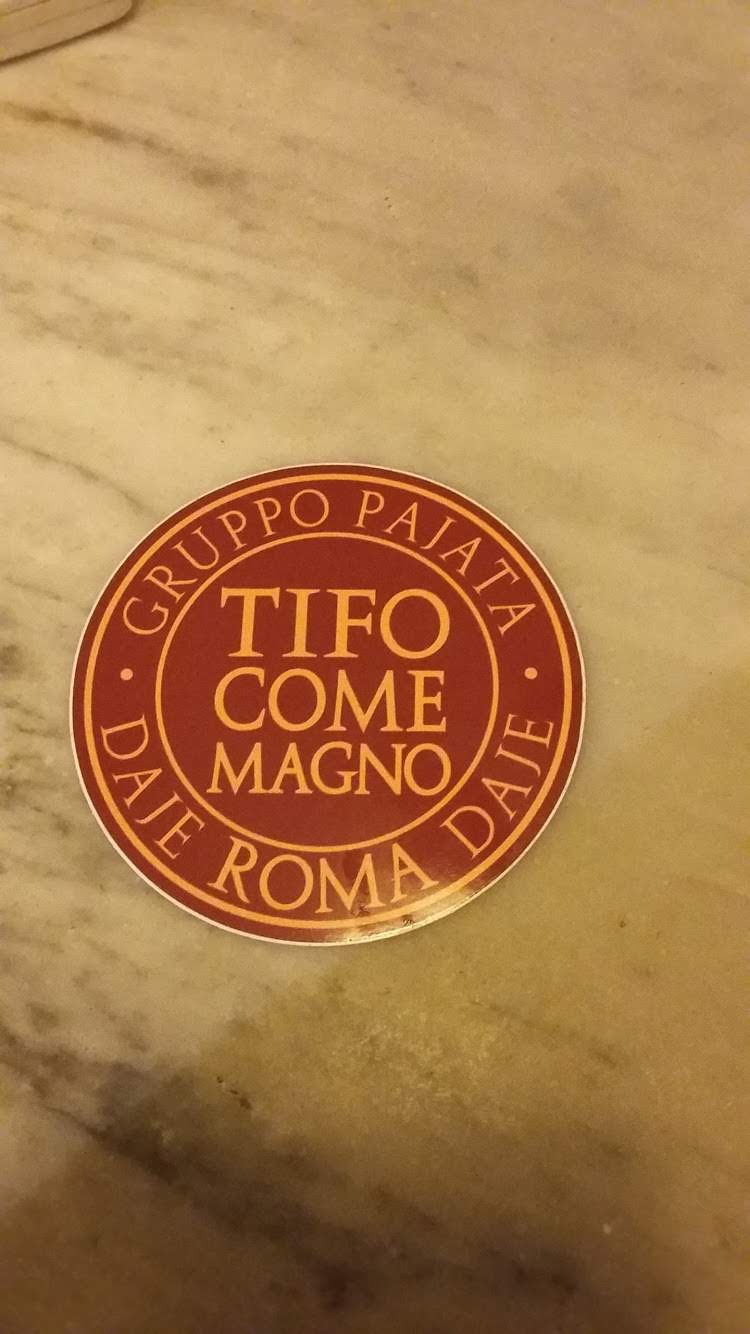 GRUPPO PAJATA
TIFO
COME
MAGNO
DAJE ROMA DAJE